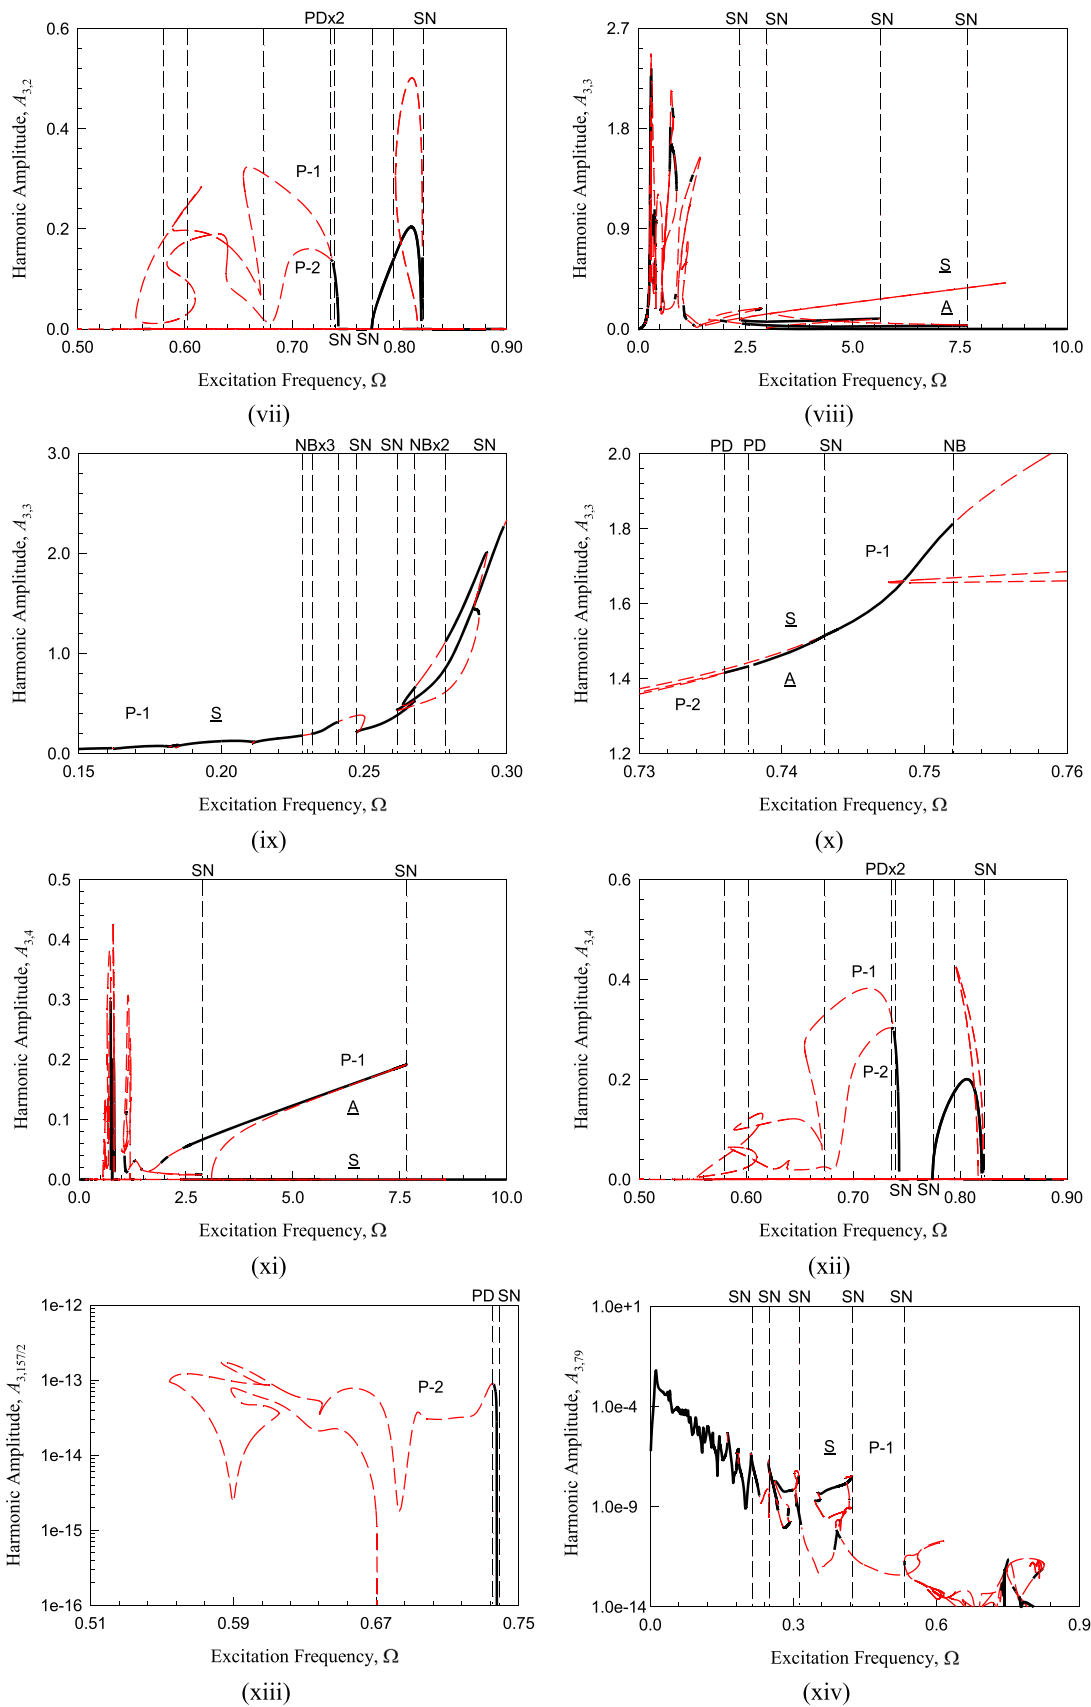 PDx2 SN
Harmonic Amplitude, A3,2
0.6
0.4
0.2
0.0
P-1
P-2
SN SN
0.50 0.60 0.70 0.80 0.90
Excitation Frequency, Ω
(vii)
SN SN SN SN
Harmonic Amplitude, A3,3
2.7
1.8
0.9
0.0
S
A
0.0 2.5 5.0 7.5 10.0
Excitation Frequency, Ω
(viii)
NBx3 SN SN NBx2 SN
Harmonic Amplitude, A3,3
3.0
2.0
1.0
0.0
P-1 S
0.15 0.20 0.25 0.30
Excitation Frequency, Ω
(ix)
PD PD SN NB
Harmonic Amplitude, A3,3
2.0
1.8
1.6
1.4
1.2
P-1
S
A
P-2
0.73 0.74 0.75 0.76
Excitation Frequency, Ω
(x)
SN SN
Harmonic Amplitude, A3,4
0.5
0.4
0.3
0.2
0.1
0.0
P-1
A
S
0.0 2.5 5.0 7.5 10.0
Excitation Frequency, Ω
(xi)
PDx2 SN
Harmonic Amplitude, A3,4
0.6
0.4
0.2
0.0
P-1
P-2
SN SN
0.50 0.60 0.70 0.80 0.90
Excitation Frequency, Ω
(xii)
PD SN
Harmonic Amplitude, A3,157/2
1e-12
1e-13
1e-14
1e-15
1e-16
P-2
0.51 0.59 0.67 0.75
Excitation Frequency, Ω
(xiii)
SN SN SN SN SN
Harmonic Amplitude, A3,79
1.0e+1
1.0e-4
1.0e-9
1.0e-14
S P-1
0.0 0.3 0.6 0.9
Excitation Frequency, Ω
(xiv)